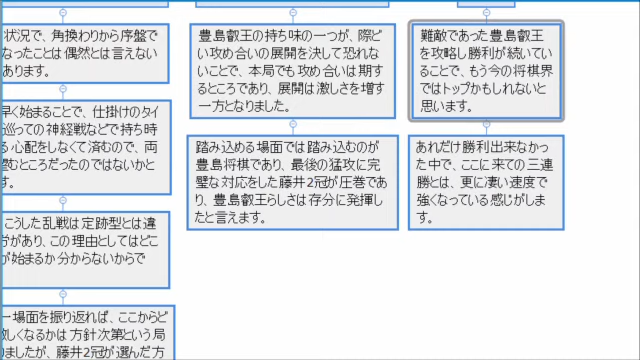 状況で、角換わりから序盤で
なったことは偶然とは言えない
あります。
早く始まることで、仕掛けのタイ
巡っての神経戦などで持ち時
る心配をしなくて済むので、両
望むところだったのではないかと
す。
こうした乱戦は定跡型とは違
方があり、この理由としてはどこ
が始まるか分からないからで
一場面を振り返れば、ここからど
激しくなるかは方針次第という局
りましたが、藤井2冠が選んだ方
豊島叡王の持ち味の一つが、際ど
い攻め合いの展開を決して恐れな
いことで、本局でも攻め合いは期す
るところであり、展開は激しさを増す
一方となりました。
踏み込める場面では踏み込むのが
豊島将棋であり、最後の猛攻に完
璧な対応をした藤井2冠が圧巻であ
り、豊島叡王らしさは存分に発揮し
たと言えます。
難敵であった豊島叡王
を攻略し勝利が続いてい
ることで、もう今の将棋界
ではトップかもしれないと
思います。
あれだけ勝利出来なかっ
た中で、ここに来ての三連
勝とは、更に凄い速度で
強くなっている感じがしま
す。